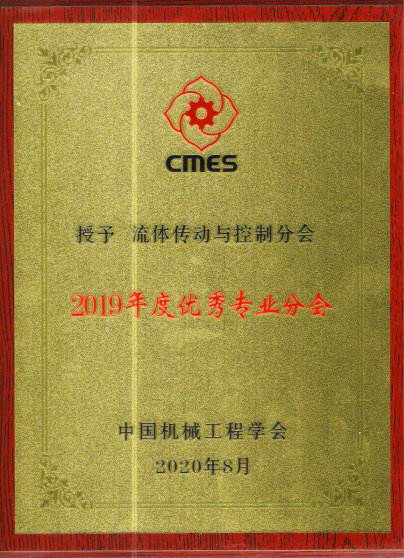 CMES
授予 流体传动与控制分会
2019年度优秀专业分会
中国机械工程学会
2020年8月